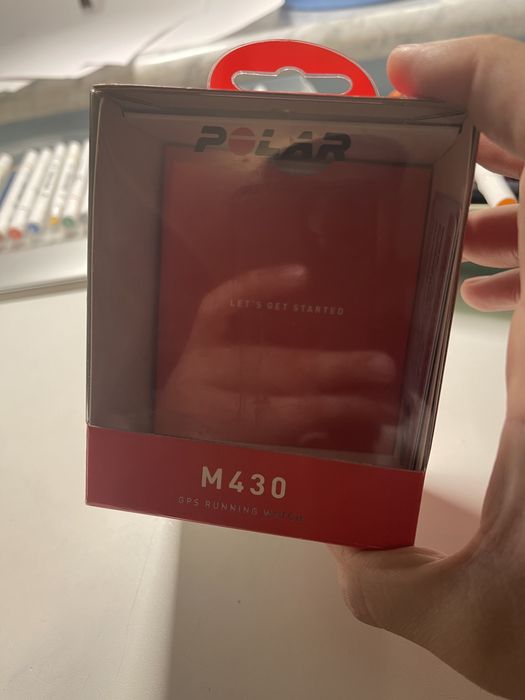 POLAR
LET'S GET STARTED
M430
GPS RUNNING WATCH